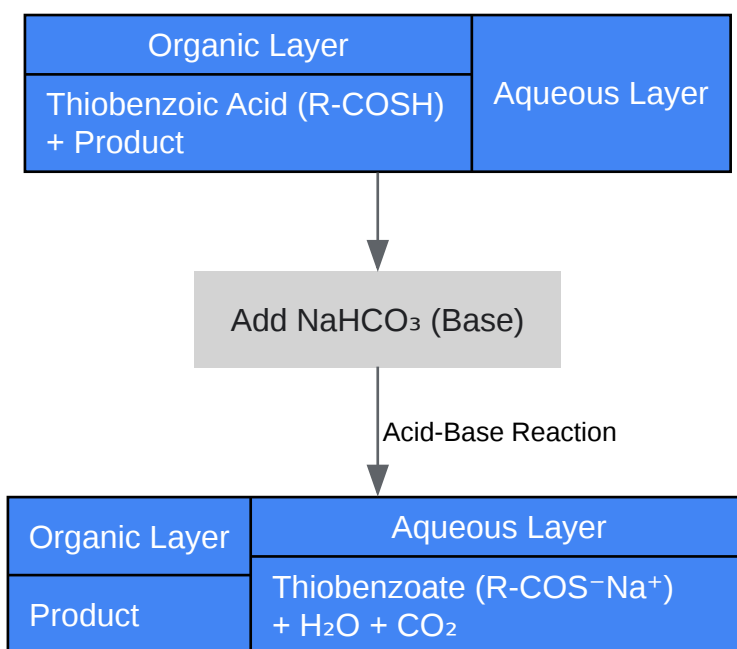 Organic Layer
Thiobenzoic Acid (R-COSH)
+ Product
Aqueous Layer
Add NaHCO₃ (Base)
Acid-Base Reaction
Organic Layer
Product
Aqueous Layer
Thiobenzoate (R-COS⁻Na⁺)
+ H₂O + CO₂